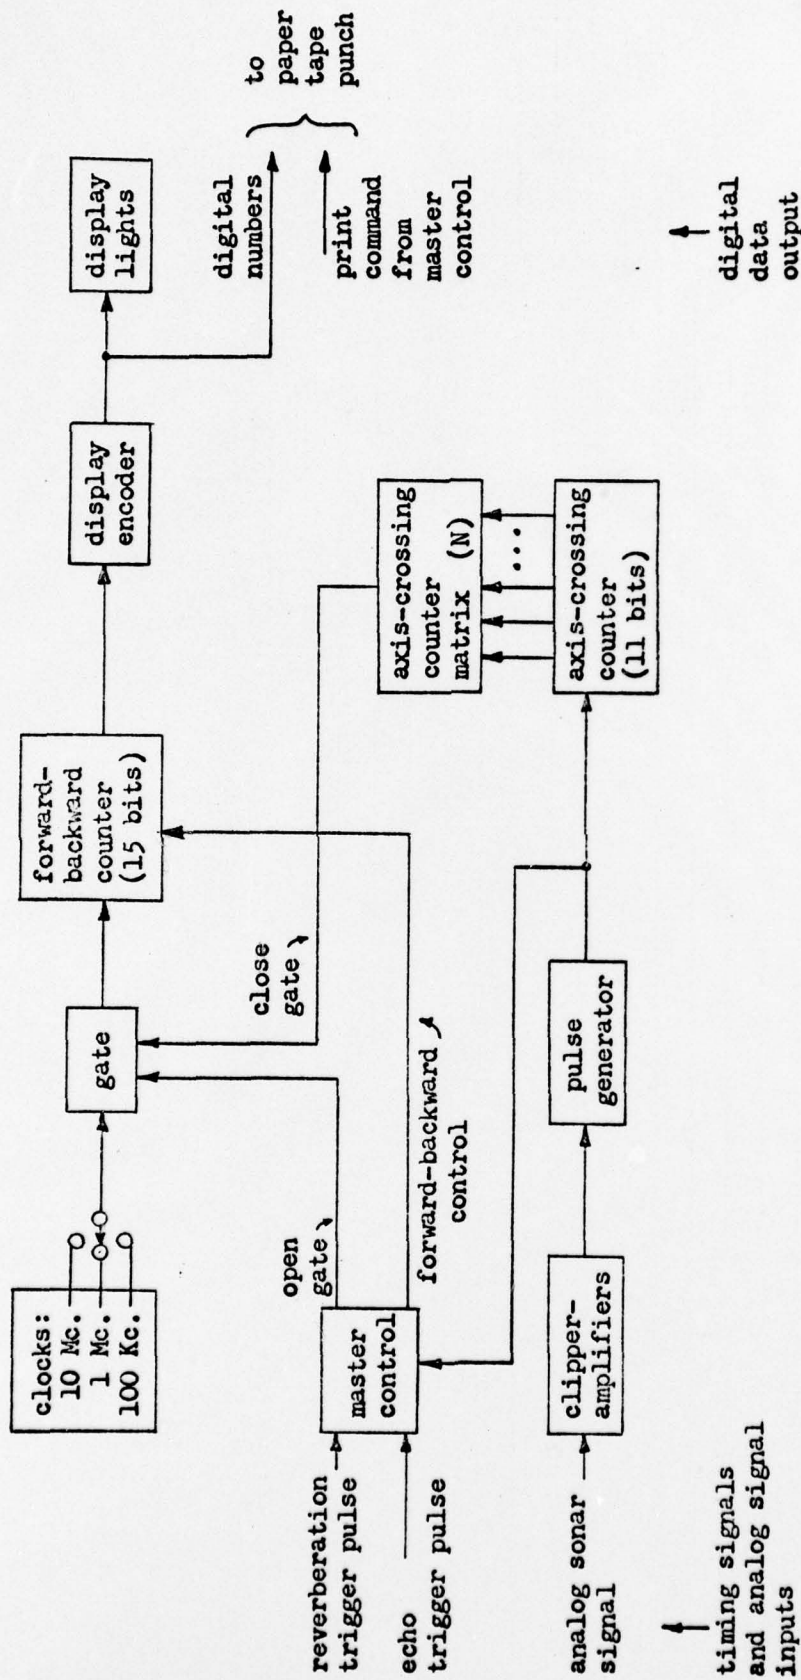 clocks:
10 Mc.
1 Mc.
100 Kc.
gate
forward-
backward
counter
(15 bits)
display
encoder
display
lights
digital
numbers
to
paper
tape
punch
print
command
from
master
control
open
gate
close
gate
forward-backward
control
reverberation
trigger pulse
echo
trigger pulse
master
control
axis-crossing
counter
matrix (N)
...
axis-crossing
counter
(11 bits)
analog sonar
signal
clipper-
amplifiers
pulse
generator
timing signals
and analog signal
inputs
digital
data
output